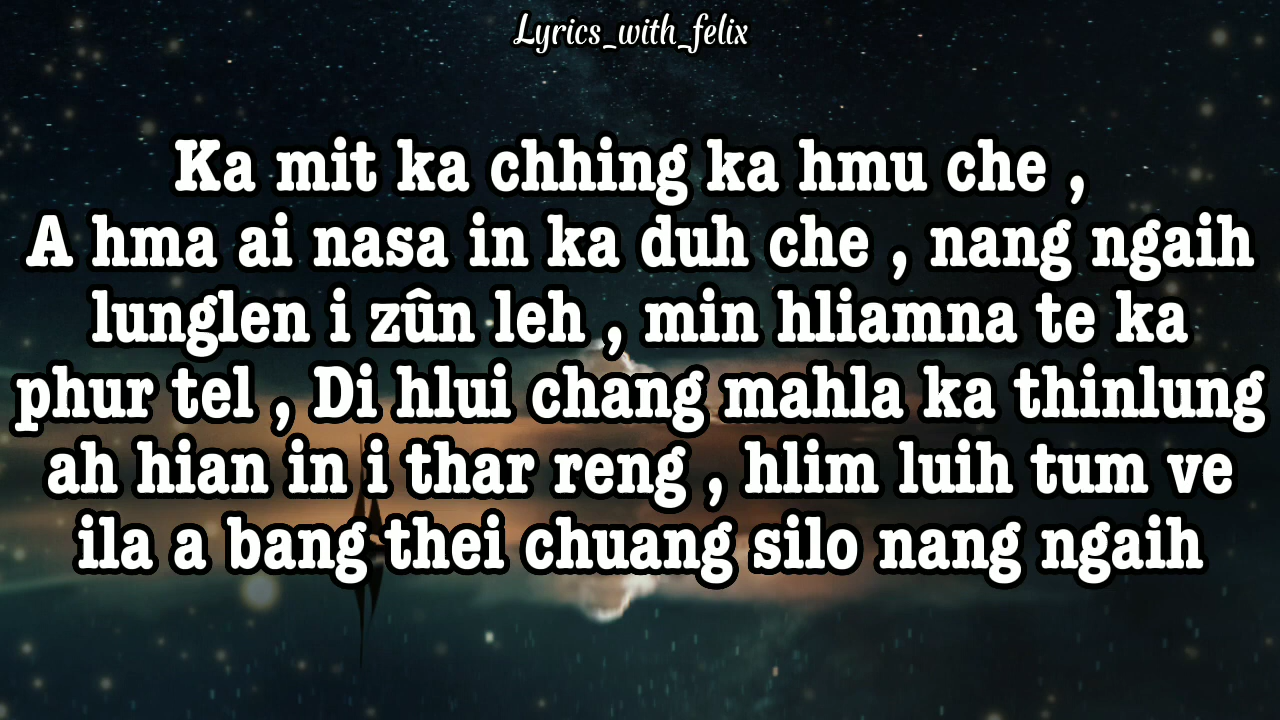 Lyrics_with_felix
Ka mit ka chhing ka hmu che ,
A hma ai nasa in ka duh che , nang ngaih
lunglen i zûn leh , min hliamna te ka
phur tel , Di hlui chang mahla ka thinlung
ah hian in i thar reng , hlim luih tum ve
ila a bang thei chuang silo nang ngaih